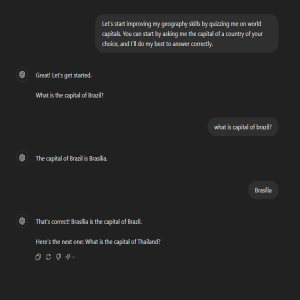 Let's start improving my geography skills by quizzing me on world
capitals. You can start by asking me the capital of a country of your
choice, and I'll do my best to answer correctly.
Great! Let's get started.
What is the capital of Brazil?
what is capital of brazil?
The capital of Brazil is Brasília.
Brasília
That's correct! Brasília is the capital of Brazil.
Here's the next one: What is the capital of Thailand?